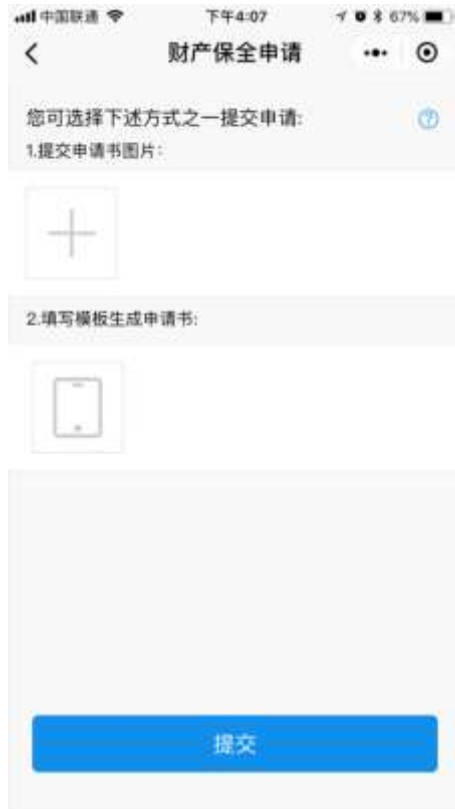 中国联通 下午4:07 67%
财产保全申请
您可选择下述方式之一提交申请:
1.提交申请书图片:
2.填写模板生成申请书:
提交